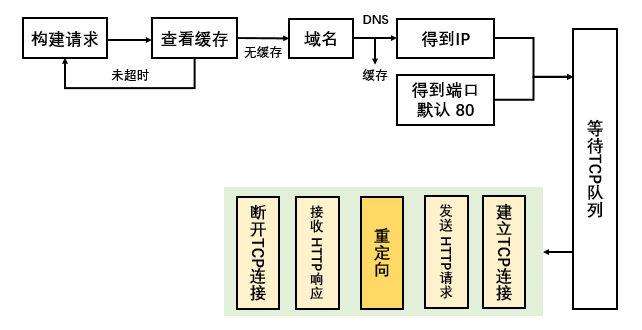 构建请求
查看缓存
无缓存
域名
DNS
缓存
得到IP
未超时
得到端口
默认 80
等待TCP队列
建立TCP连接
发送 HTTP请求
重定向
接收 HTTP响应
断开TCP连接